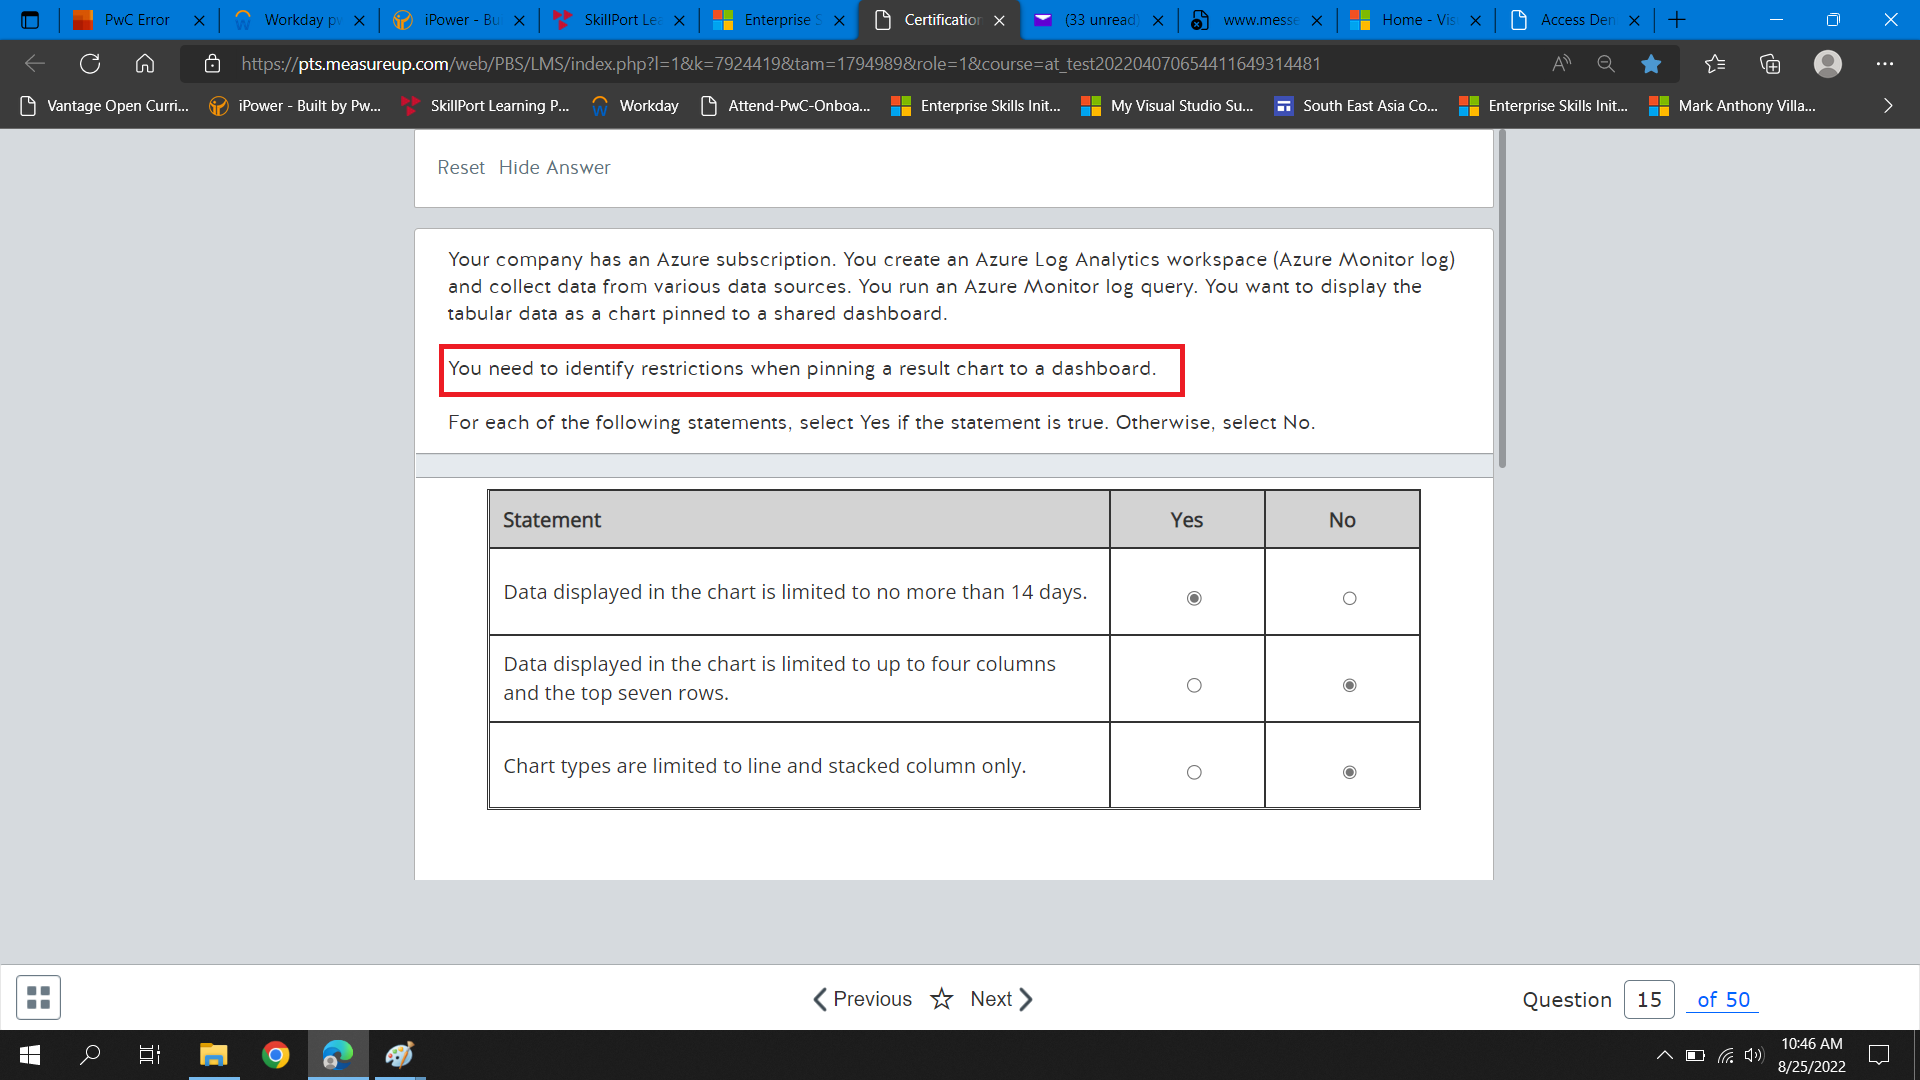 PwC Error
Workday p
iPower - Bu
SkillPort Lea
Enterprise S
Certification
(33 unread)
www.messe
Home - Vis
Access Den
https://pts.measureup.com/web/PBS/LMS/index.php?l=1&k=7924419&tam=1794989&role=1&course=at_test202204070654411649314481
Vantage Open Curri...
iPower - Built by Pw...
SkillPort Learning P...
Workday
Attend-PwC-Onboa...
Enterprise Skills Init...
My Visual Studio Su...
South East Asia Co...
Enterprise Skills Init...
Mark Anthony Villa...
Reset Hide Answer
Your company has an Azure subscription. You create an Azure Log Analytics workspace (Azure Monitor log)
and collect data from various data sources. You run an Azure Monitor log query. You want to display the
tabular data as a chart pinned to a shared dashboard.
You need to identify restrictions when pinning a result chart to a dashboard.
For each of the following statements, select Yes if the statement is true. Otherwise, select No.
Statement Yes No
Data displayed in the chart is limited to no more than 14 days.
Data displayed in the chart is limited to up to four columns
and the top seven rows.
Chart types are limited to line and stacked column only.
Previous Next
Question 15 of 50
10:46 AM
8/25/2022